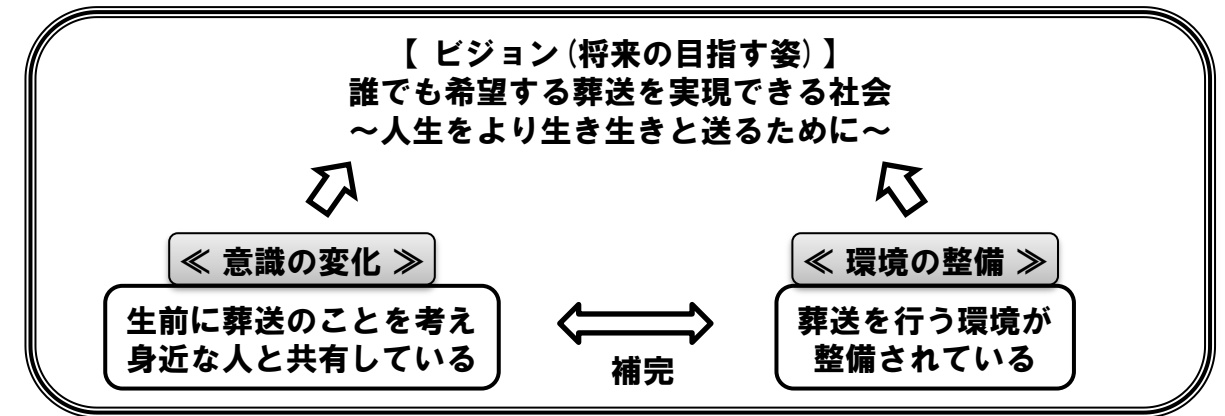 【 ビジョン(将来の目指す姿) 】
誰でも希望する葬送を実現できる社会
～人生をより生き生きと送るために～
≪ 意識の変化 ≫
生前に葬送のことを考え
身近な人と共有している
補完
≪ 環境の整備 ≫
葬送を行う環境が
整備されている